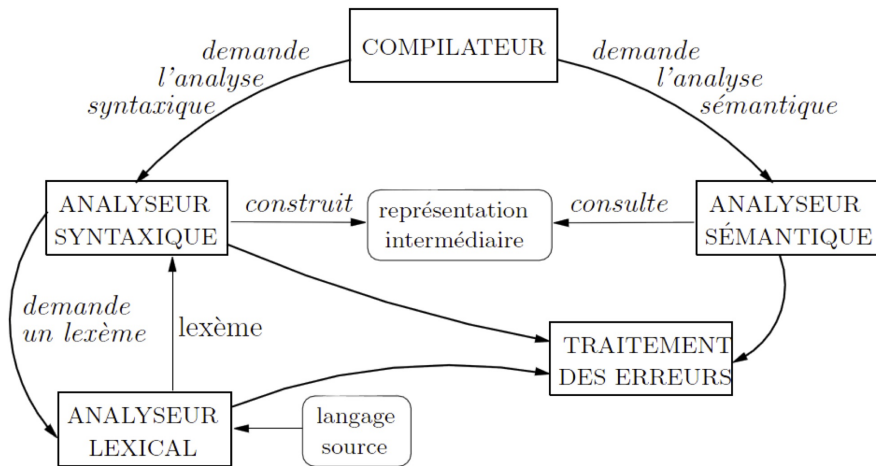 demande
l'analyse
syntaxique
COMPILATEUR
demande
l'analyse
sémantique
ANALYSEUR
SYNTAXIQUE
construit
représentation
intermédiaire
consulte
ANALYSEUR
SÉMANTIQUE
demande
un lexème
lexème
TRAITEMENT
DES ERREURS
ANALYSEUR
LEXICAL
langage
source